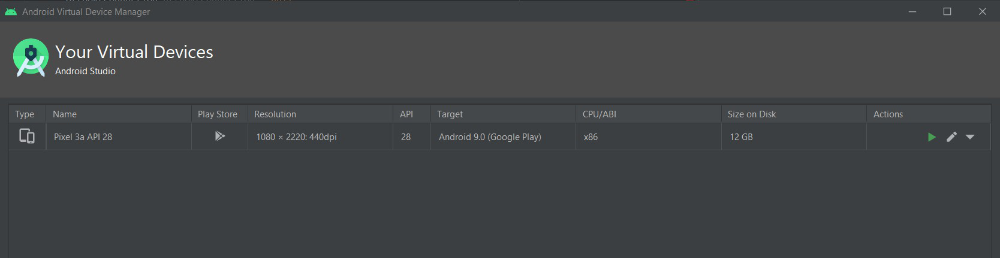 Android Virtual Device Manager
Your Virtual Devices
Android Studio
Type Name Play Store Resolution API Target CPU/ABI Size on Disk Actions
Pixel 3a API 28 1080 × 2220: 440dpi 28 Android 9.0 (Google Play) x86 12 GB